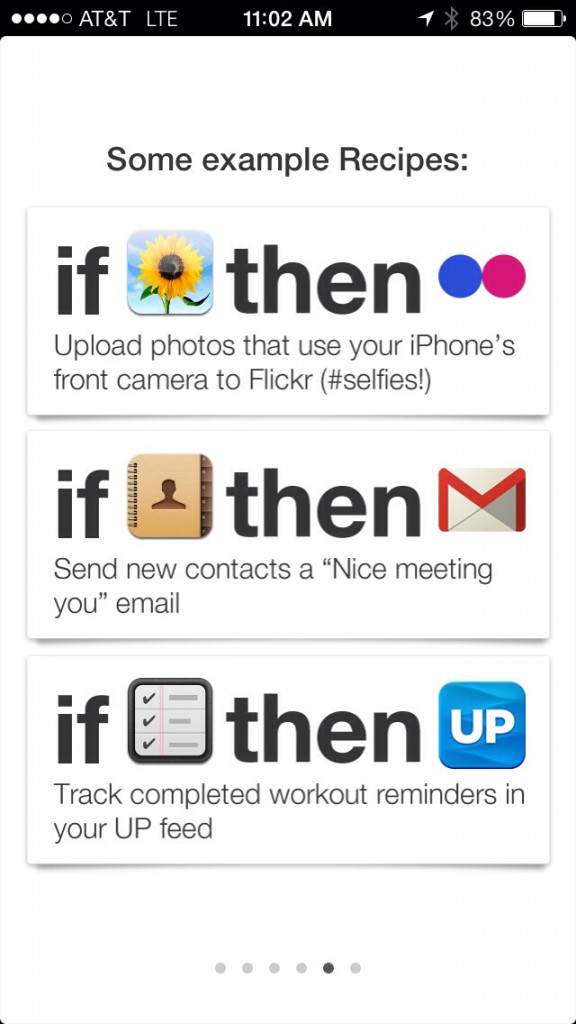 AT&T LTE 11:02 AM 83%
Some example Recipes:
if then
Upload photos that use your iPhone’s
front camera to Flickr (#selfies!)
if then
Send new contacts a “Nice meeting
you” email
if then UP
Track completed workout reminders in
your UP feed